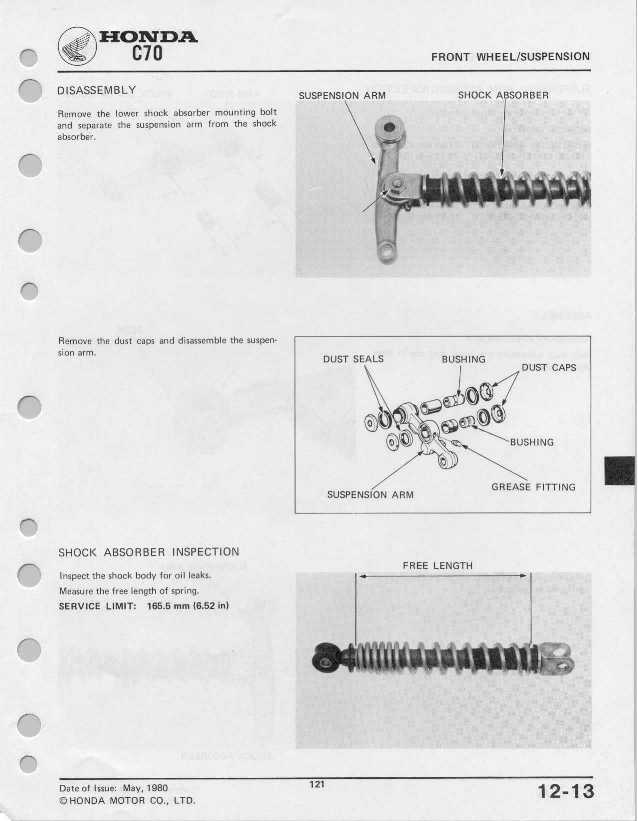 HONDA
C70
FRONT WHEEL/SUSPENSION
DISASSEMBLY
Remove the lower shock absorber mounting bolt
and separate the suspension arm from the shock
absorber.
SUSPENSION ARM
SHOCK ABSORBER
Remove the dust caps and disassemble the suspen-
sion arm.
DUST SEALS
BUSHING
DUST CAPS
BUSHING
GREASE FITTING
SUSPENSION ARM
SHOCK ABSORBER INSPECTION
Inspect the shock body for oil leaks.
Measure the free length of spring.
SERVICE LIMIT: 165.5 mm (6.52 in)
FREE LENGTH
Date of Issue: May, 1980
© HONDA MOTOR CO., LTD.
121
12-13